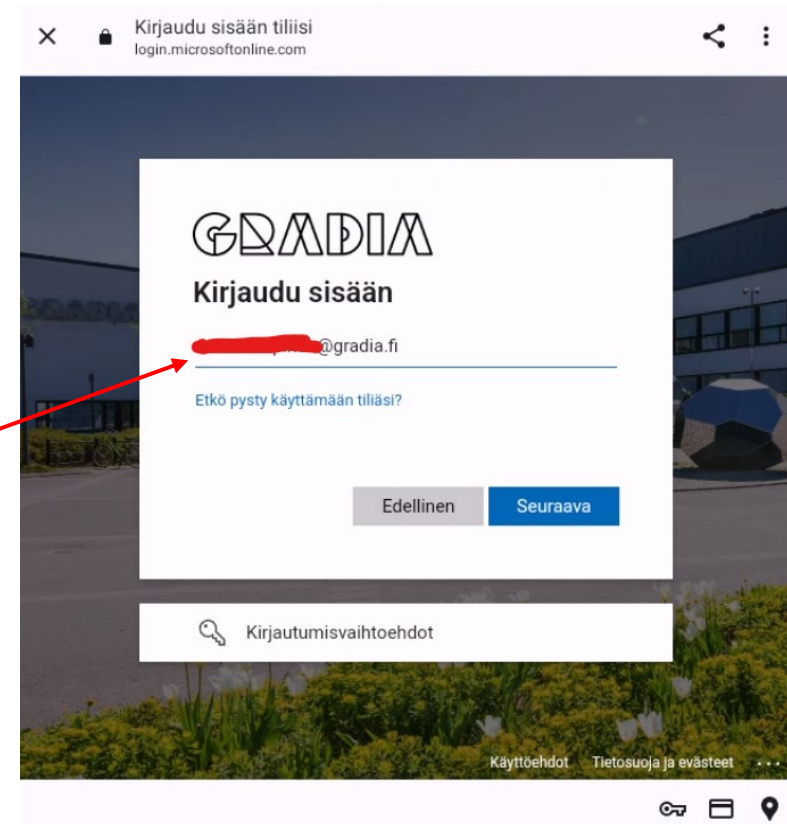 Kirjaudu sisään tiliisi
login.microsoftonline.com
GRADIA
Kirjaudu sisään
@gradia.fi
Etkö pysty käyttämään tiliäsi?
Edellinen
Seuraava
Kirjautumisvaihtoehdot
Käyttöehdot
Tietosuoja ja evästeet